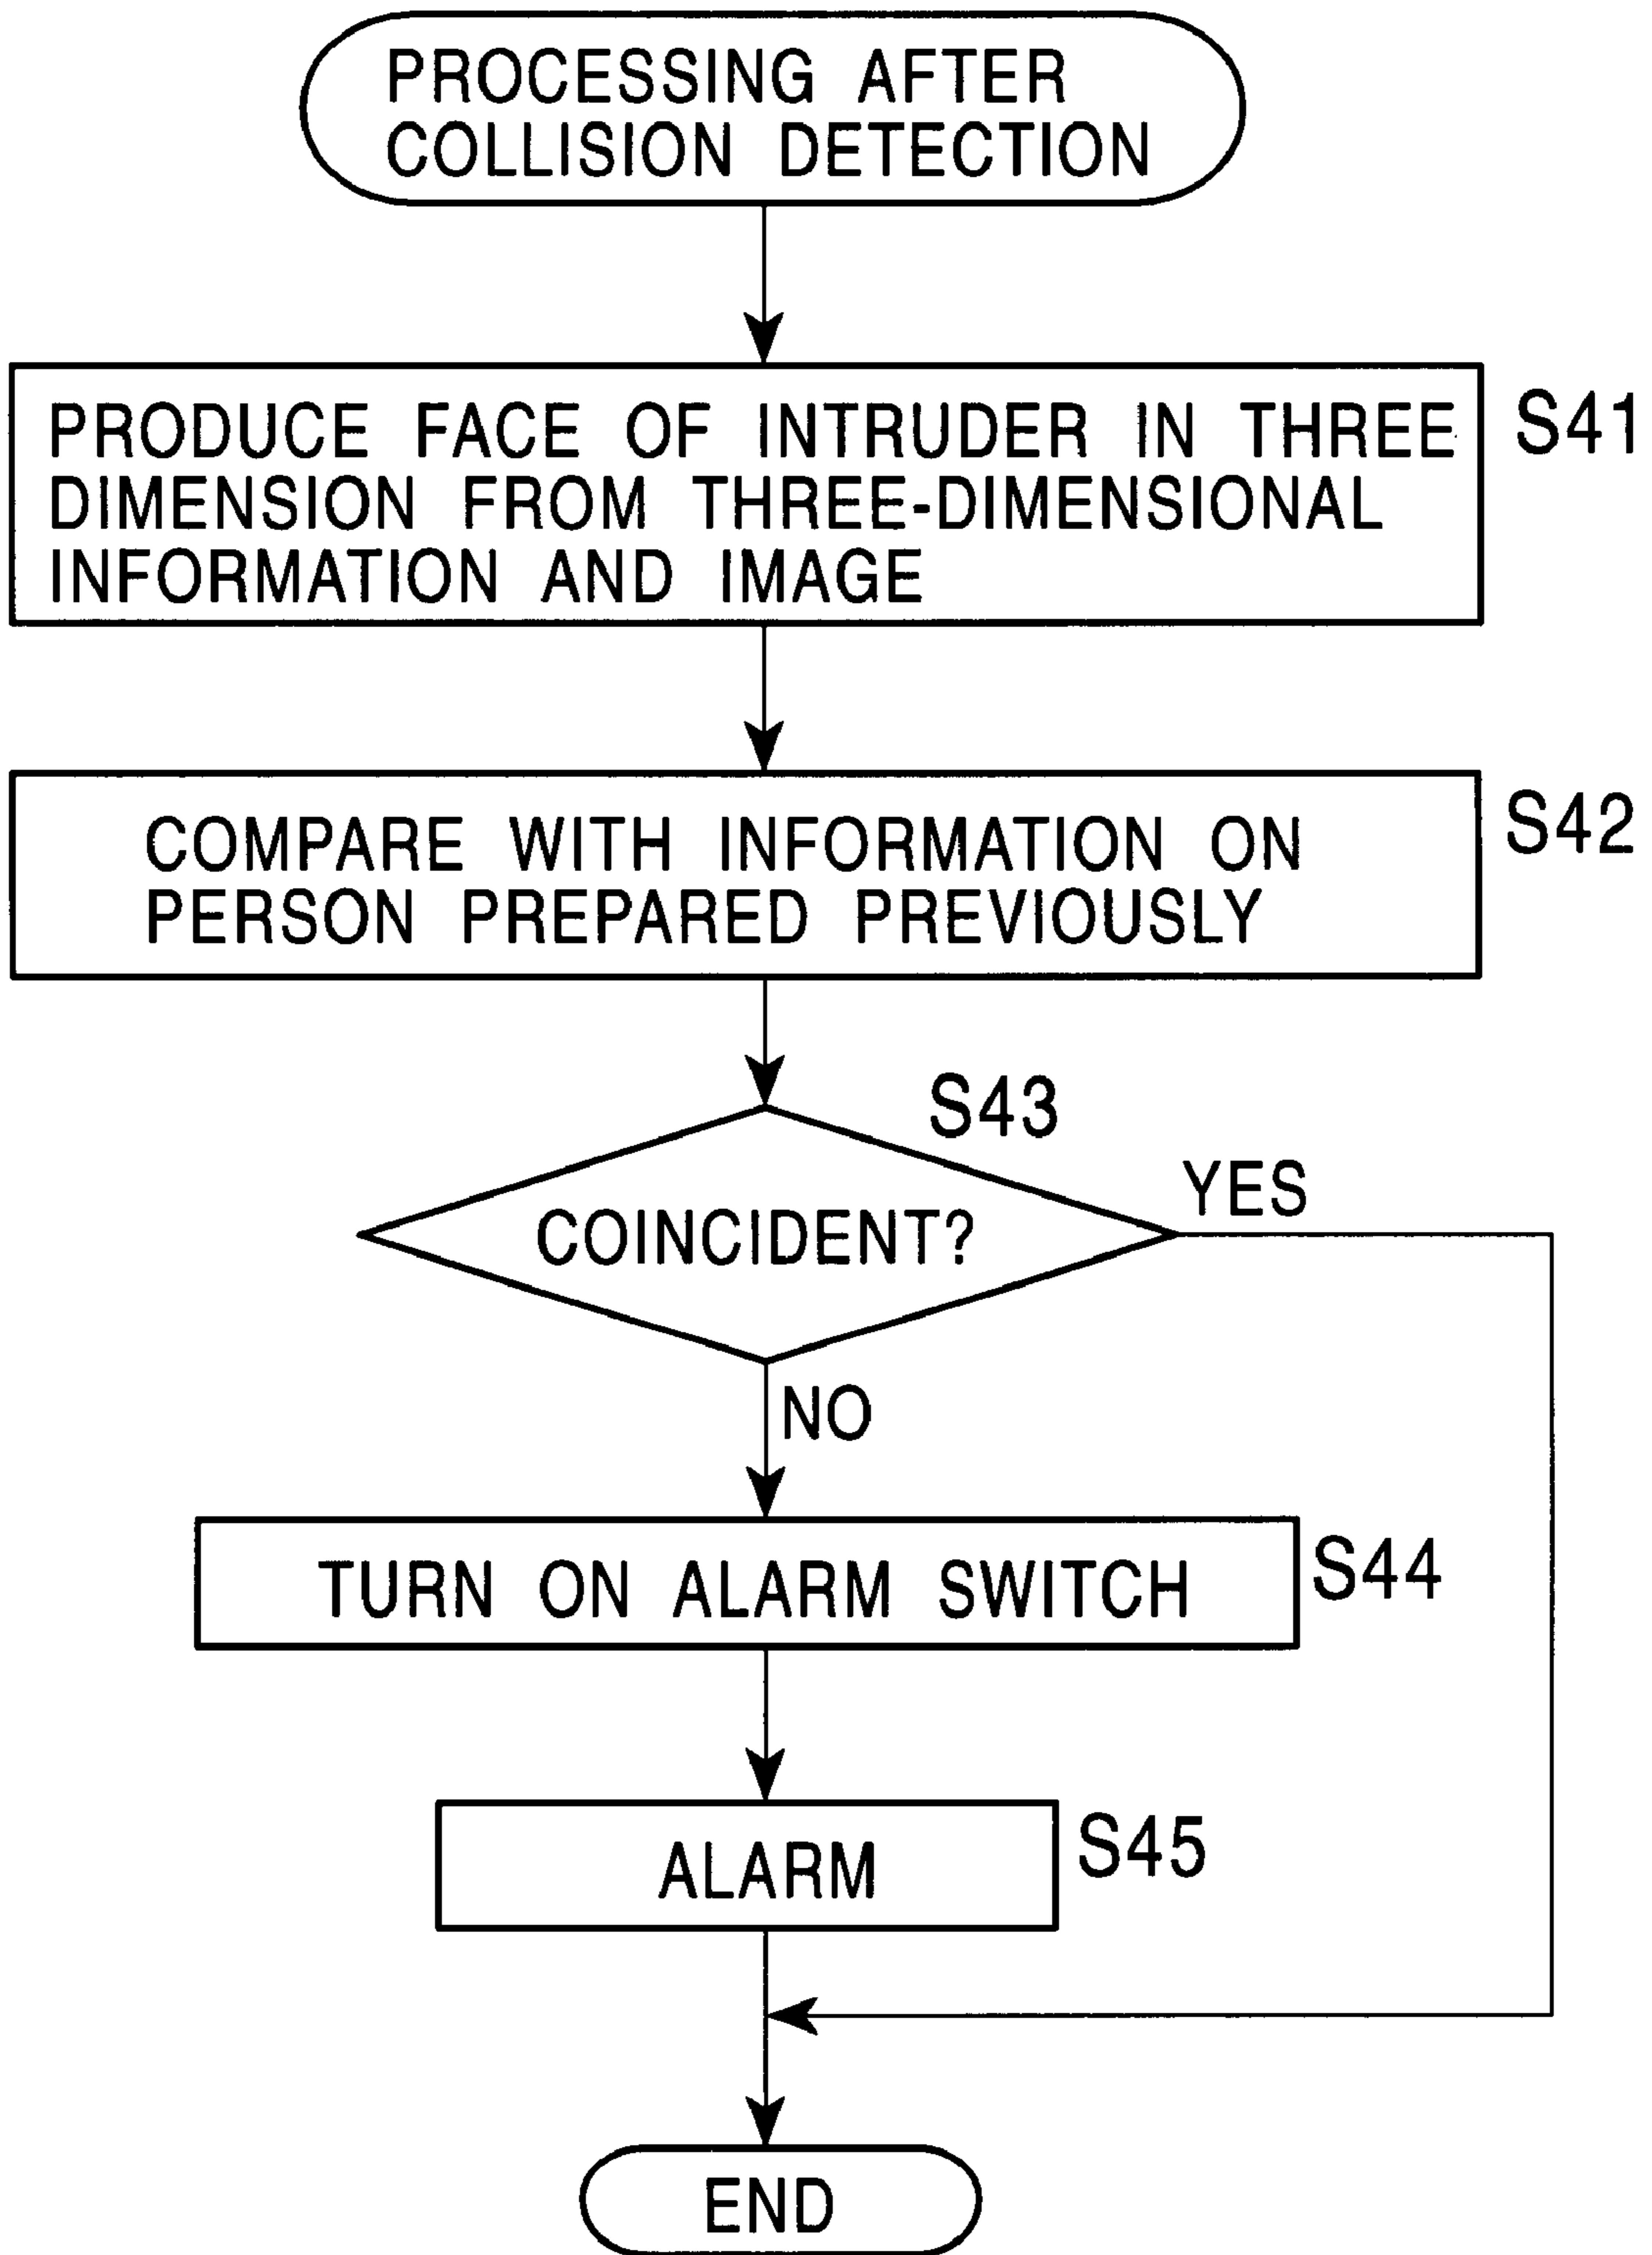 PROCESSING AFTER
COLLISION DETECTION
PRODUCE FACE OF INTRUDER IN THREE
DIMENSION FROM THREE-DIMENSIONAL
INFORMATION AND IMAGE
S41
COMPARE WITH INFORMATION ON
PERSON PREPARED PREVIOUSLY
S42
S43
COINCIDENT?
YES
NO
TURN ON ALARM SWITCH
S44
ALARM
S45
END